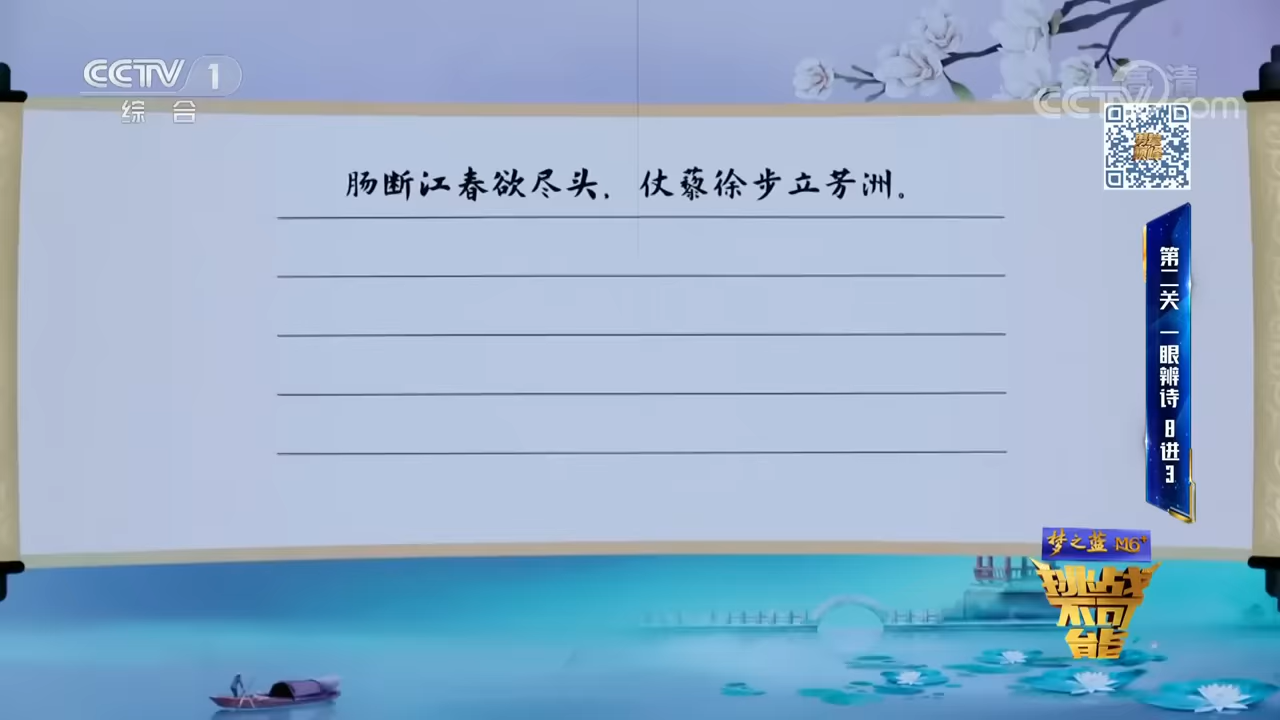 CCTV 1
综合
高清
CCTV.com
肠断江春欲尽头，仗藜徐步立芳洲。
第二关 一眼辨诗 8进3
梦之蓝 M6+
挑战不可能